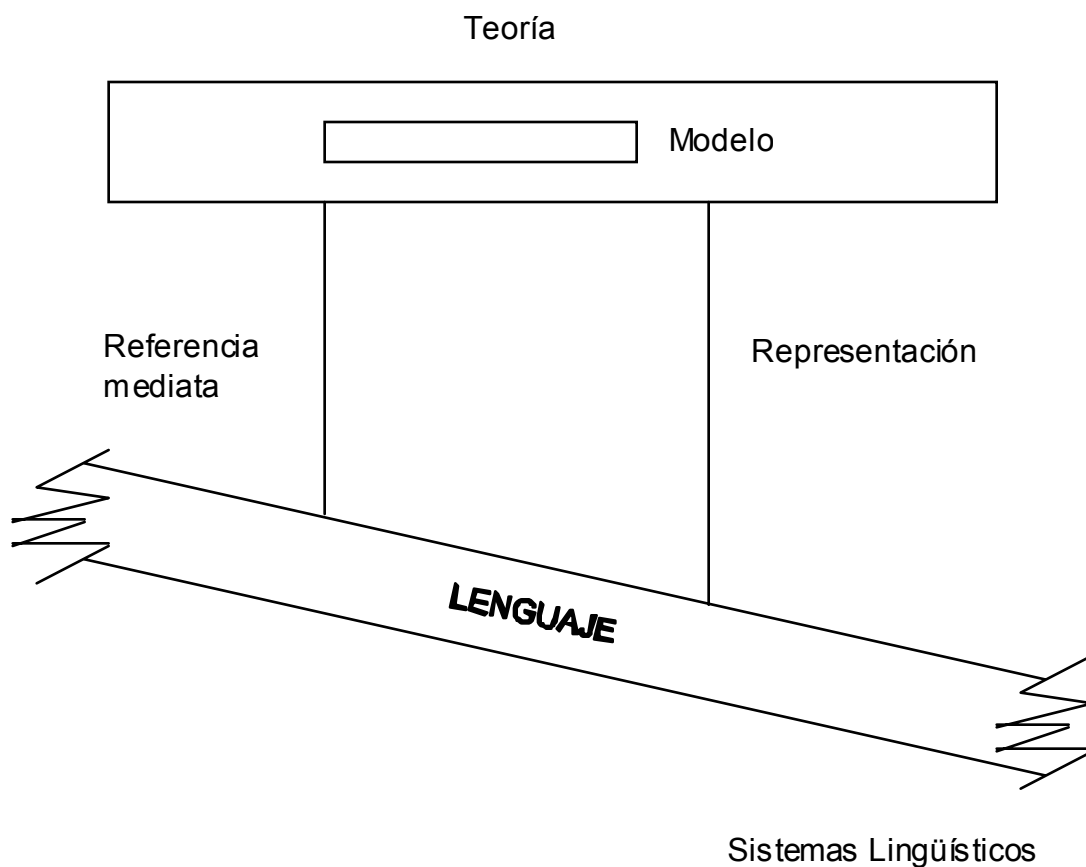 Teoría
Modelo
Referencia
mediata
Representación
LENGUAJE
Sistemas Lingüísticos